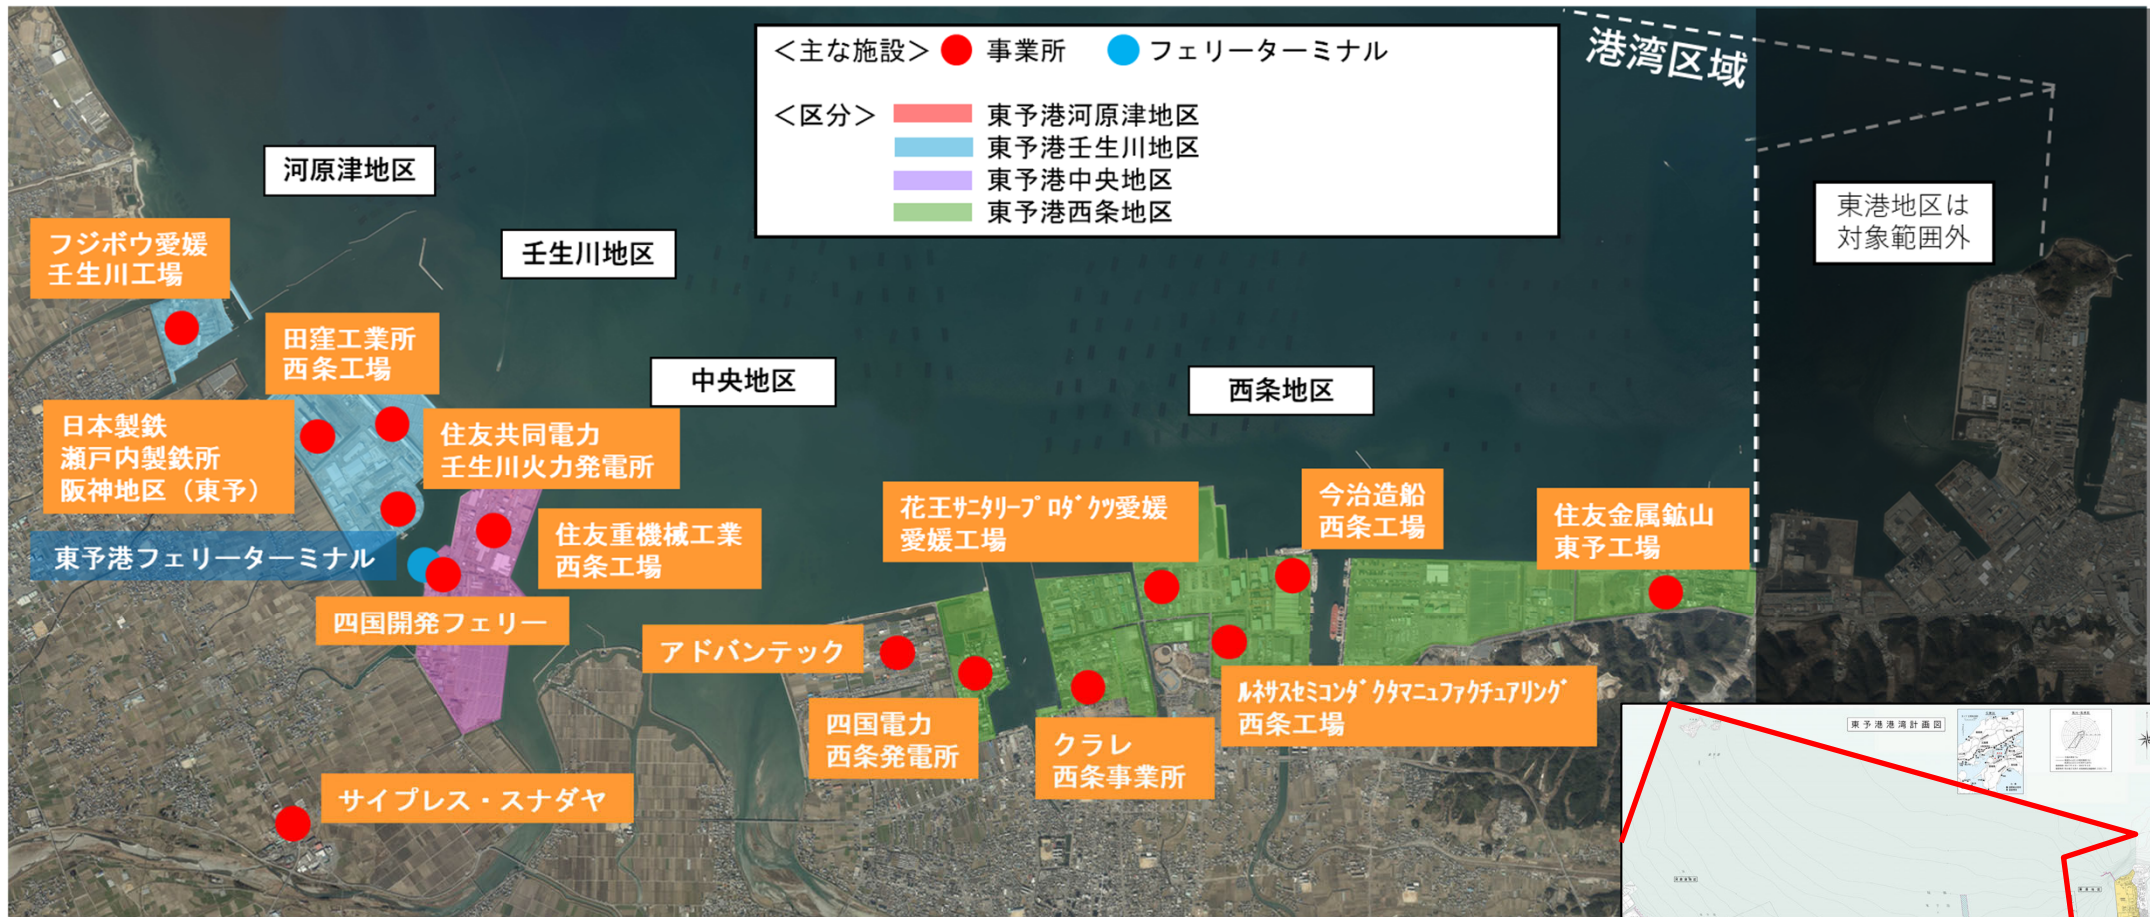 ＜主な施設＞ 事業所 フェリーターミナル
＜区分＞ 東予港河原津地区
東予港壬生川地区
東予港中央地区
東予港西条地区
港湾区域
東港地区は
対象範囲外
河原津地区
壬生川地区
中央地区
西条地区
フジボウ愛媛
壬生川工場
田窪工業所
西条工場
日本製鉄
瀬戸内製鉄所
阪神地区（東予）
住友共同電力
壬生川火力発電所
住友重機械工業
西条工場
東予港フェリーターミナル
四国開発フェリー
アドバンテック
四国電力
西条発電所
花王ｻﾆﾀﾘｰﾌﾟﾛﾀﾞｸﾂ愛媛
愛媛工場
今治造船
西条工場
住友金属鉱山
東予工場
クラレ
西条事業所
ﾙﾈｻｽｾﾐｺﾝﾀﾞｸﾀﾏﾆｭﾌｧｸﾁｭｱﾘﾝｸﾞ
西条工場
サイプレス・スナダヤ
東予港港湾計画図